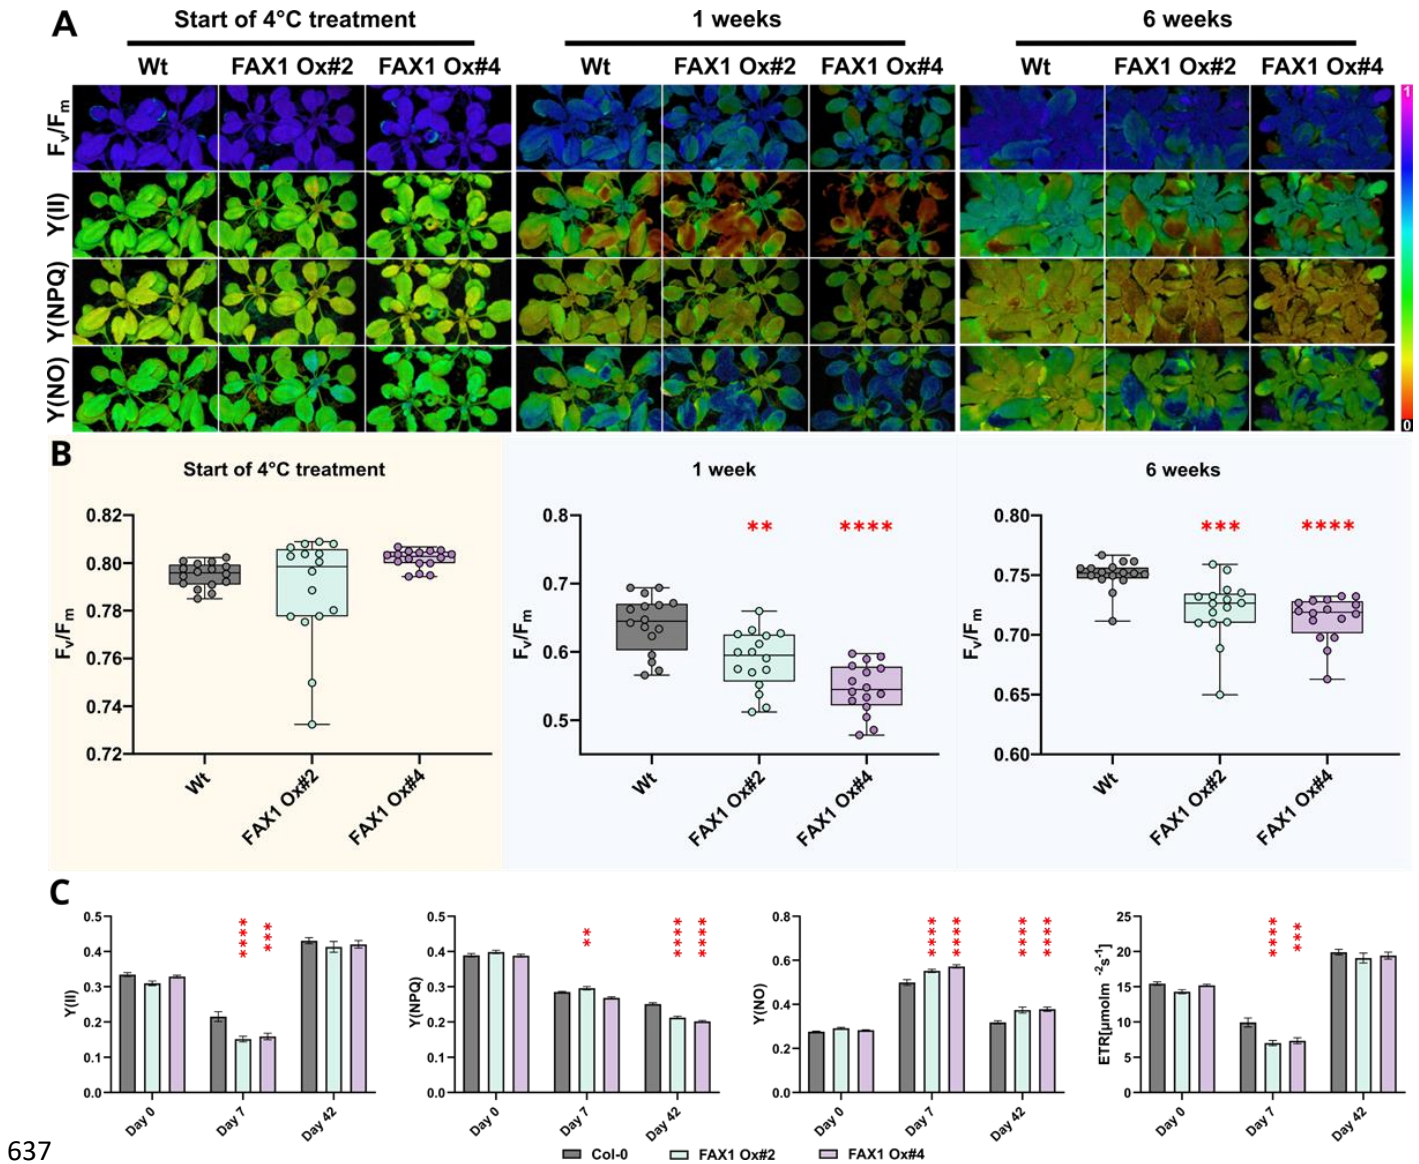 A
Start of 4°C treatment
1 weeks
6 weeks
Wt FAX1 Ox#2 FAX1 Ox#4
Wt FAX1 Ox#2 FAX1 Ox#4
Wt FAX1 Ox#2 FAX1 Ox#4
Fv/Fm
Y(II)
Y(NPQ)
Y(NO)
1
0
B
Start of 4°C treatment
0.82
0.80
0.78
0.76
0.74
0.72
Fv/Fm
Wt
FAX1 Ox#2
FAX1 Ox#4
1 week
** ****
0.8
0.7
0.6
0.5
Fv/Fm
Wt
FAX1 Ox#2
FAX1 Ox#4
6 weeks
*** ****
0.80
0.75
0.70
0.65
0.60
Fv/Fm
Wt
FAX1 Ox#2
FAX1 Ox#4
C
0.5
0.4
0.3
0.2
0.1
0.0
Y(II)
**** ***
Day 0
Day 7
Day 42
0.5
0.4
0.3
0.2
0.1
0.0
Y(NPQ)
** **** ****
Day 0
Day 7
Day 42
0.8
0.6
0.4
0.2
0.0
Y(NO)
**** **** **** ****
Day 0
Day 7
Day 42
25
20
15
10
5
0
ETR[µmolm -2s-1]
**** ***
Day 0
Day 7
Day 42
637
Col-0 FAX1 Ox#2 FAX1 Ox#4